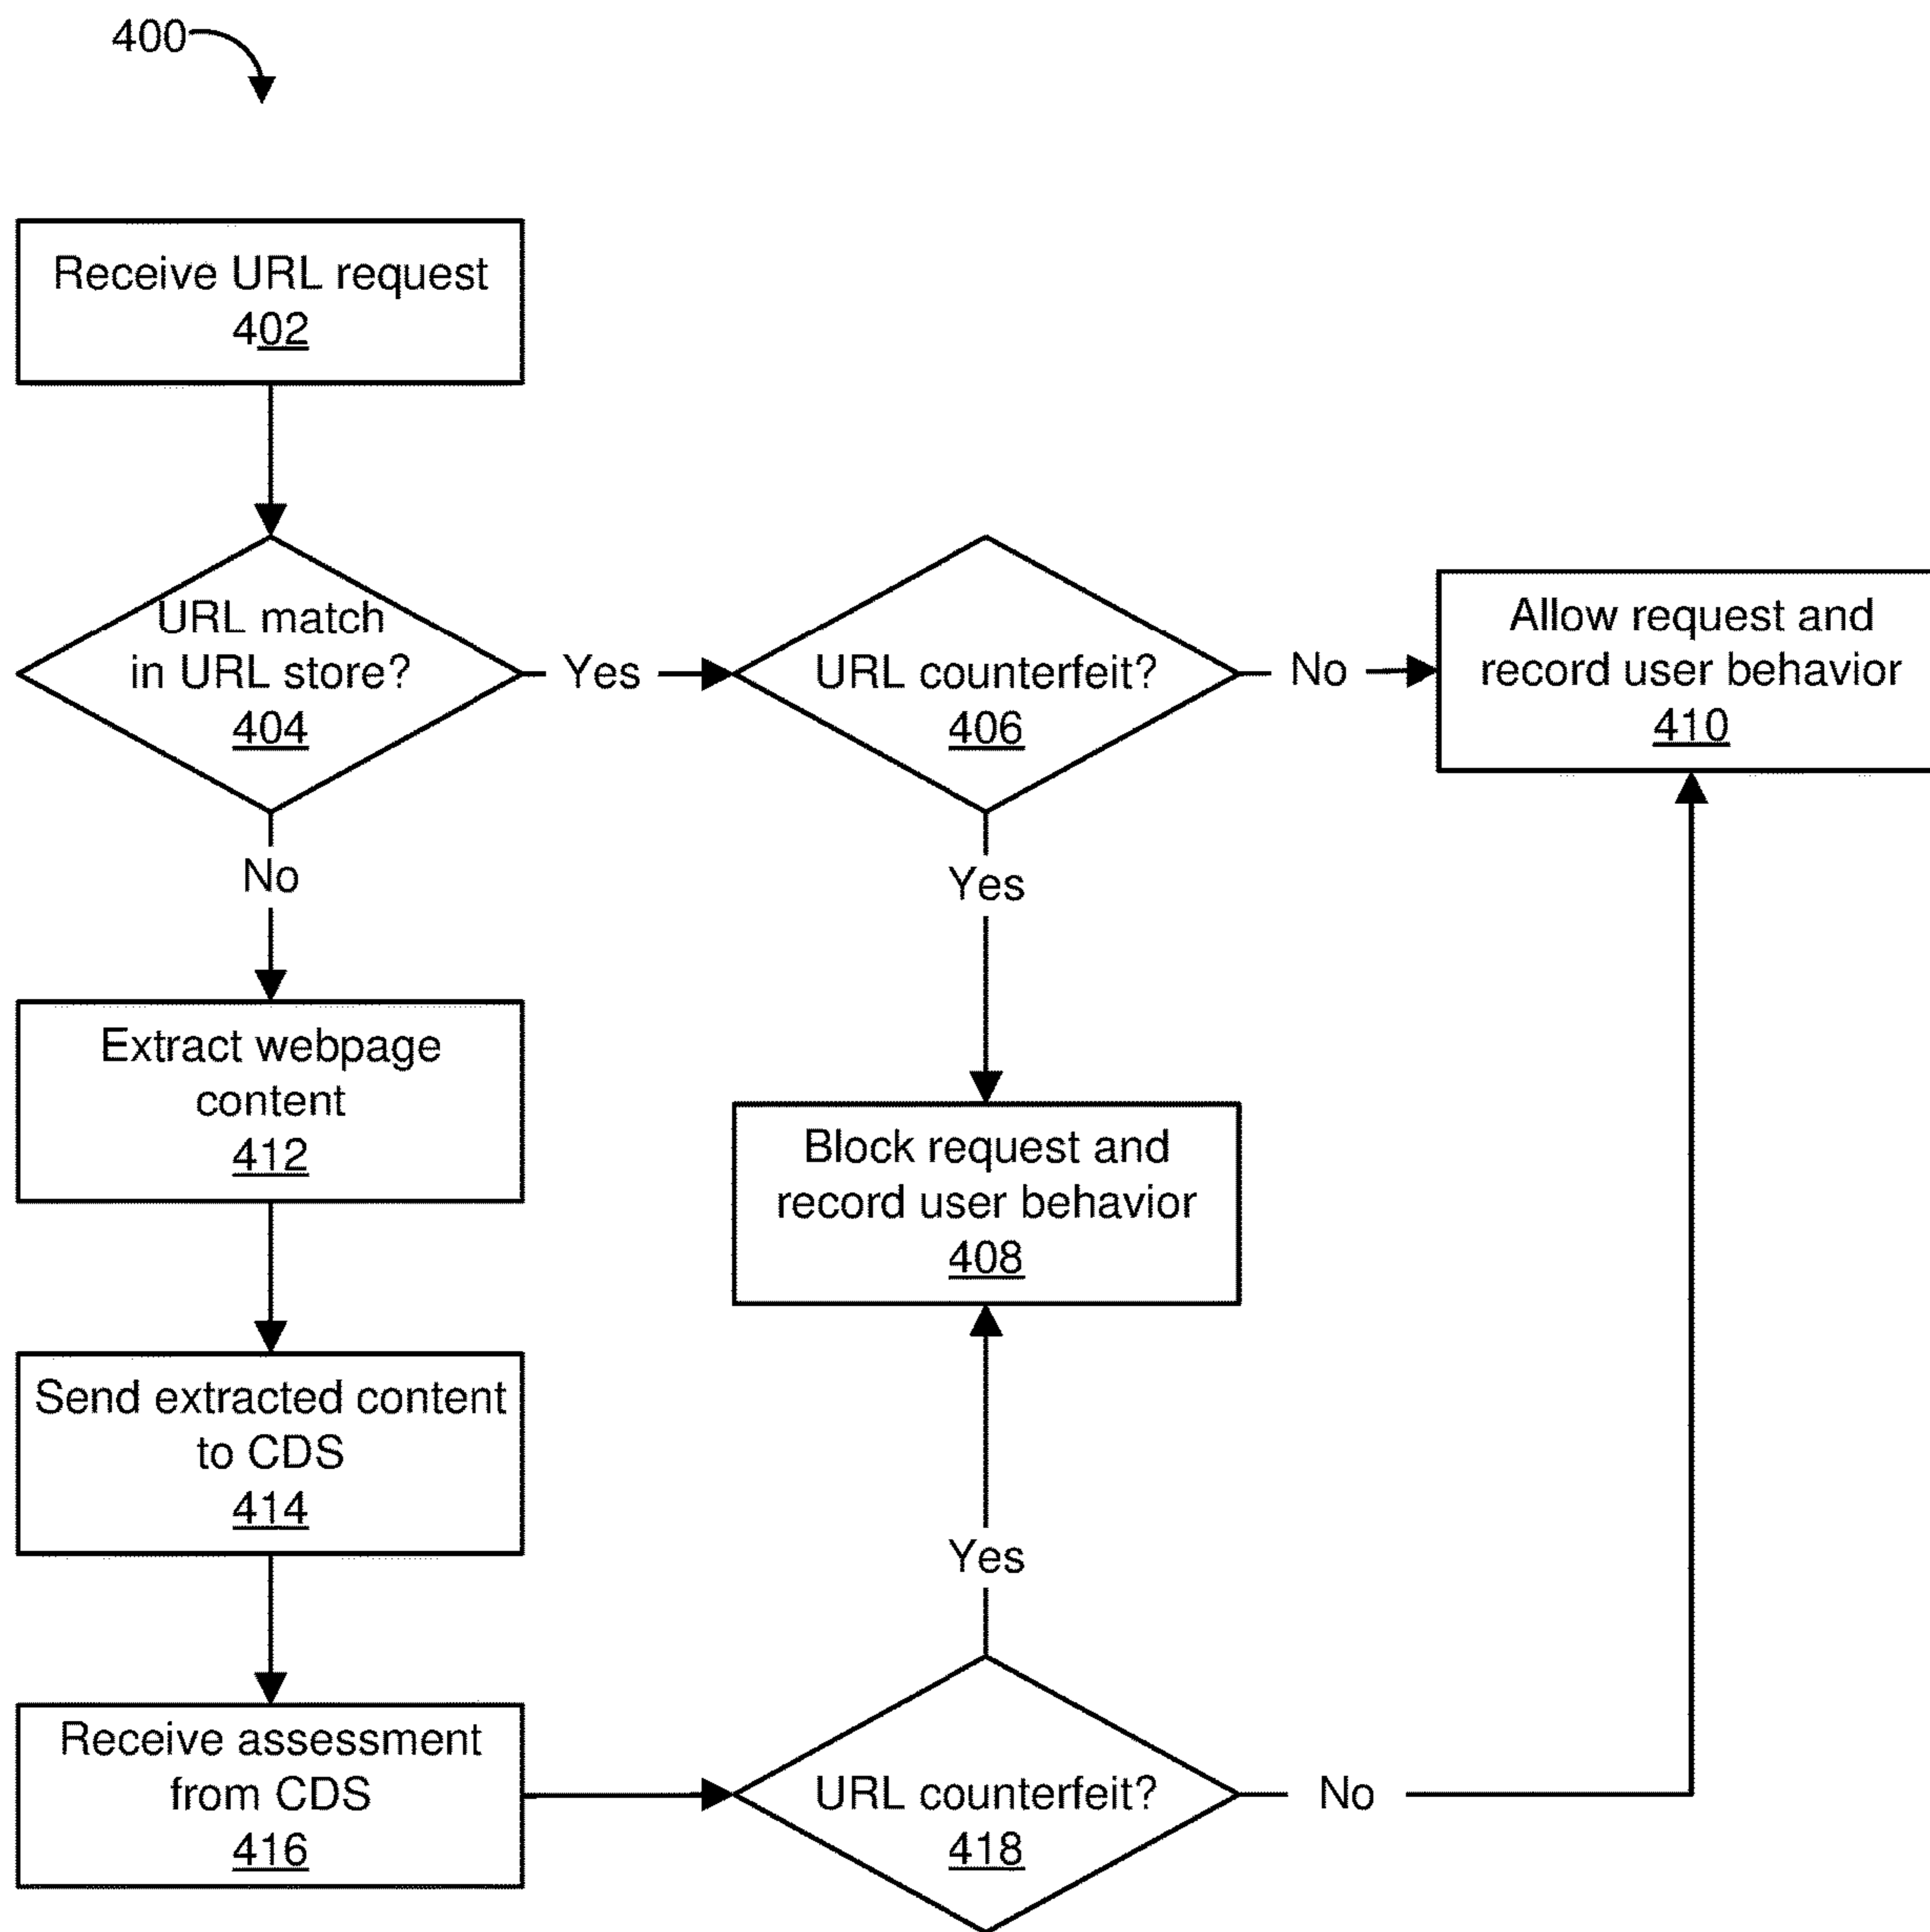 400
Receive URL request
402
URL match
in URL store?
404
Yes
URL counterfeit?
406
No
Allow request and
record user behavior
410
No
Yes
Extract webpage
content
412
Block request and
record user behavior
408
Send extracted content
to CDS
414
Yes
Receive assessment
from CDS
416
URL counterfeit?
418
No